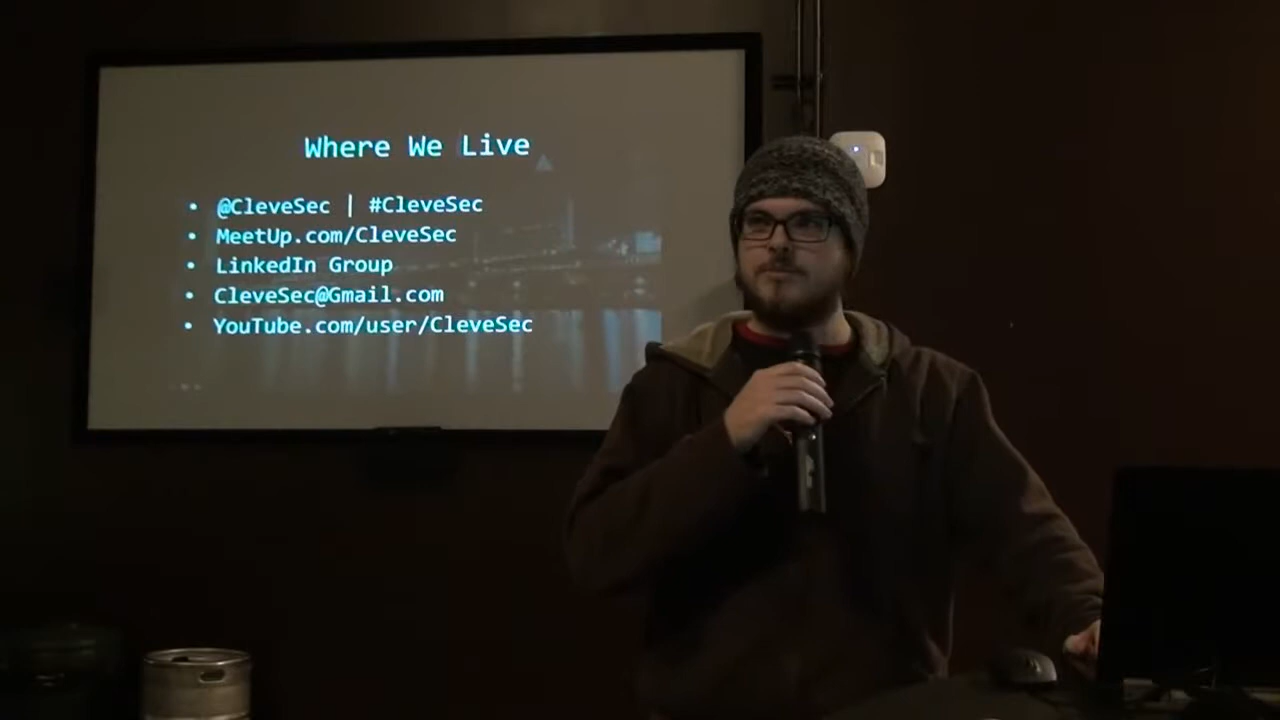 Where We Live
• @CleveSec | #CleveSec
• MeetUp.com/CleveSec
• LinkedIn Group
• CleveSec@Gmail.com
• YouTube.com/user/CleveSec